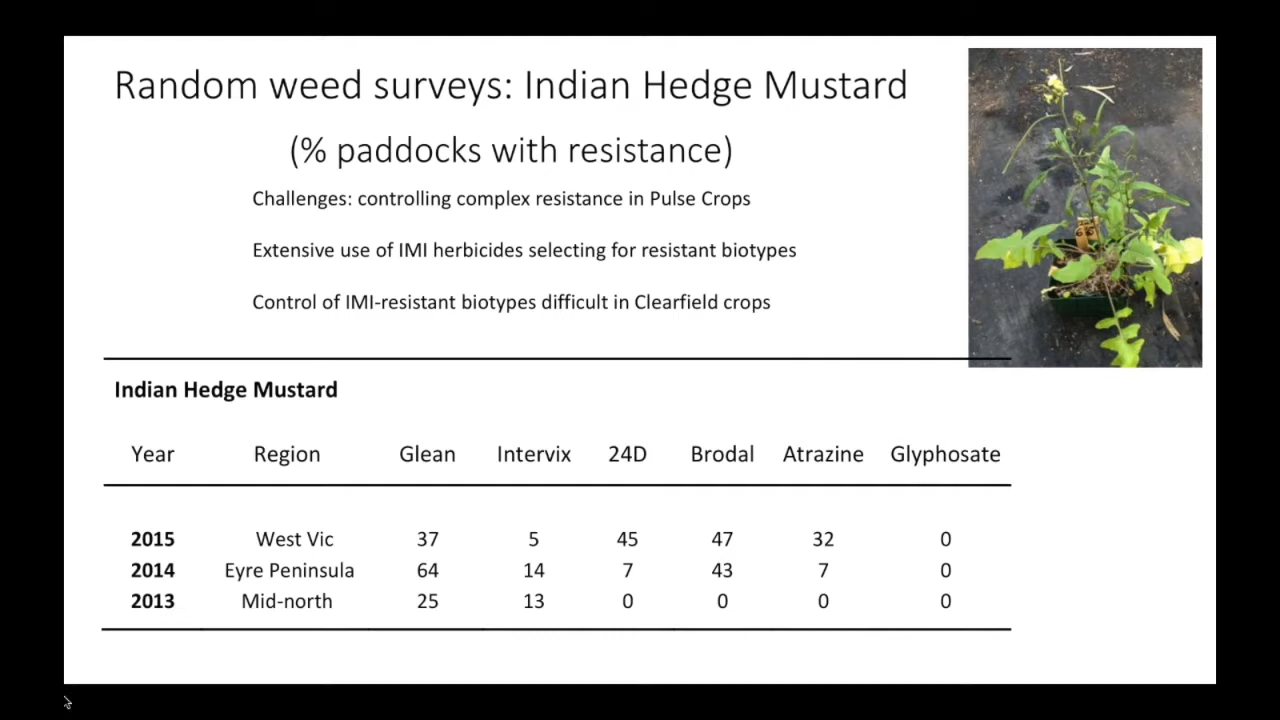 Random weed surveys: Indian Hedge Mustard
(% paddocks with resistance)
Challenges: controlling complex resistance in Pulse Crops
Extensive use of IMI herbicides selecting for resistant biotypes
Control of IMI-resistant biotypes difficult in Clearfield crops
Indian Hedge Mustard
Year Region Glean Intervix 24D Brodal Atrazine Glyphosate
2015 West Vic 37 5 45 47 32 0
2014 Eyre Peninsula 64 14 7 43 7 0
2013 Mid-north 25 13 0 0 0 0